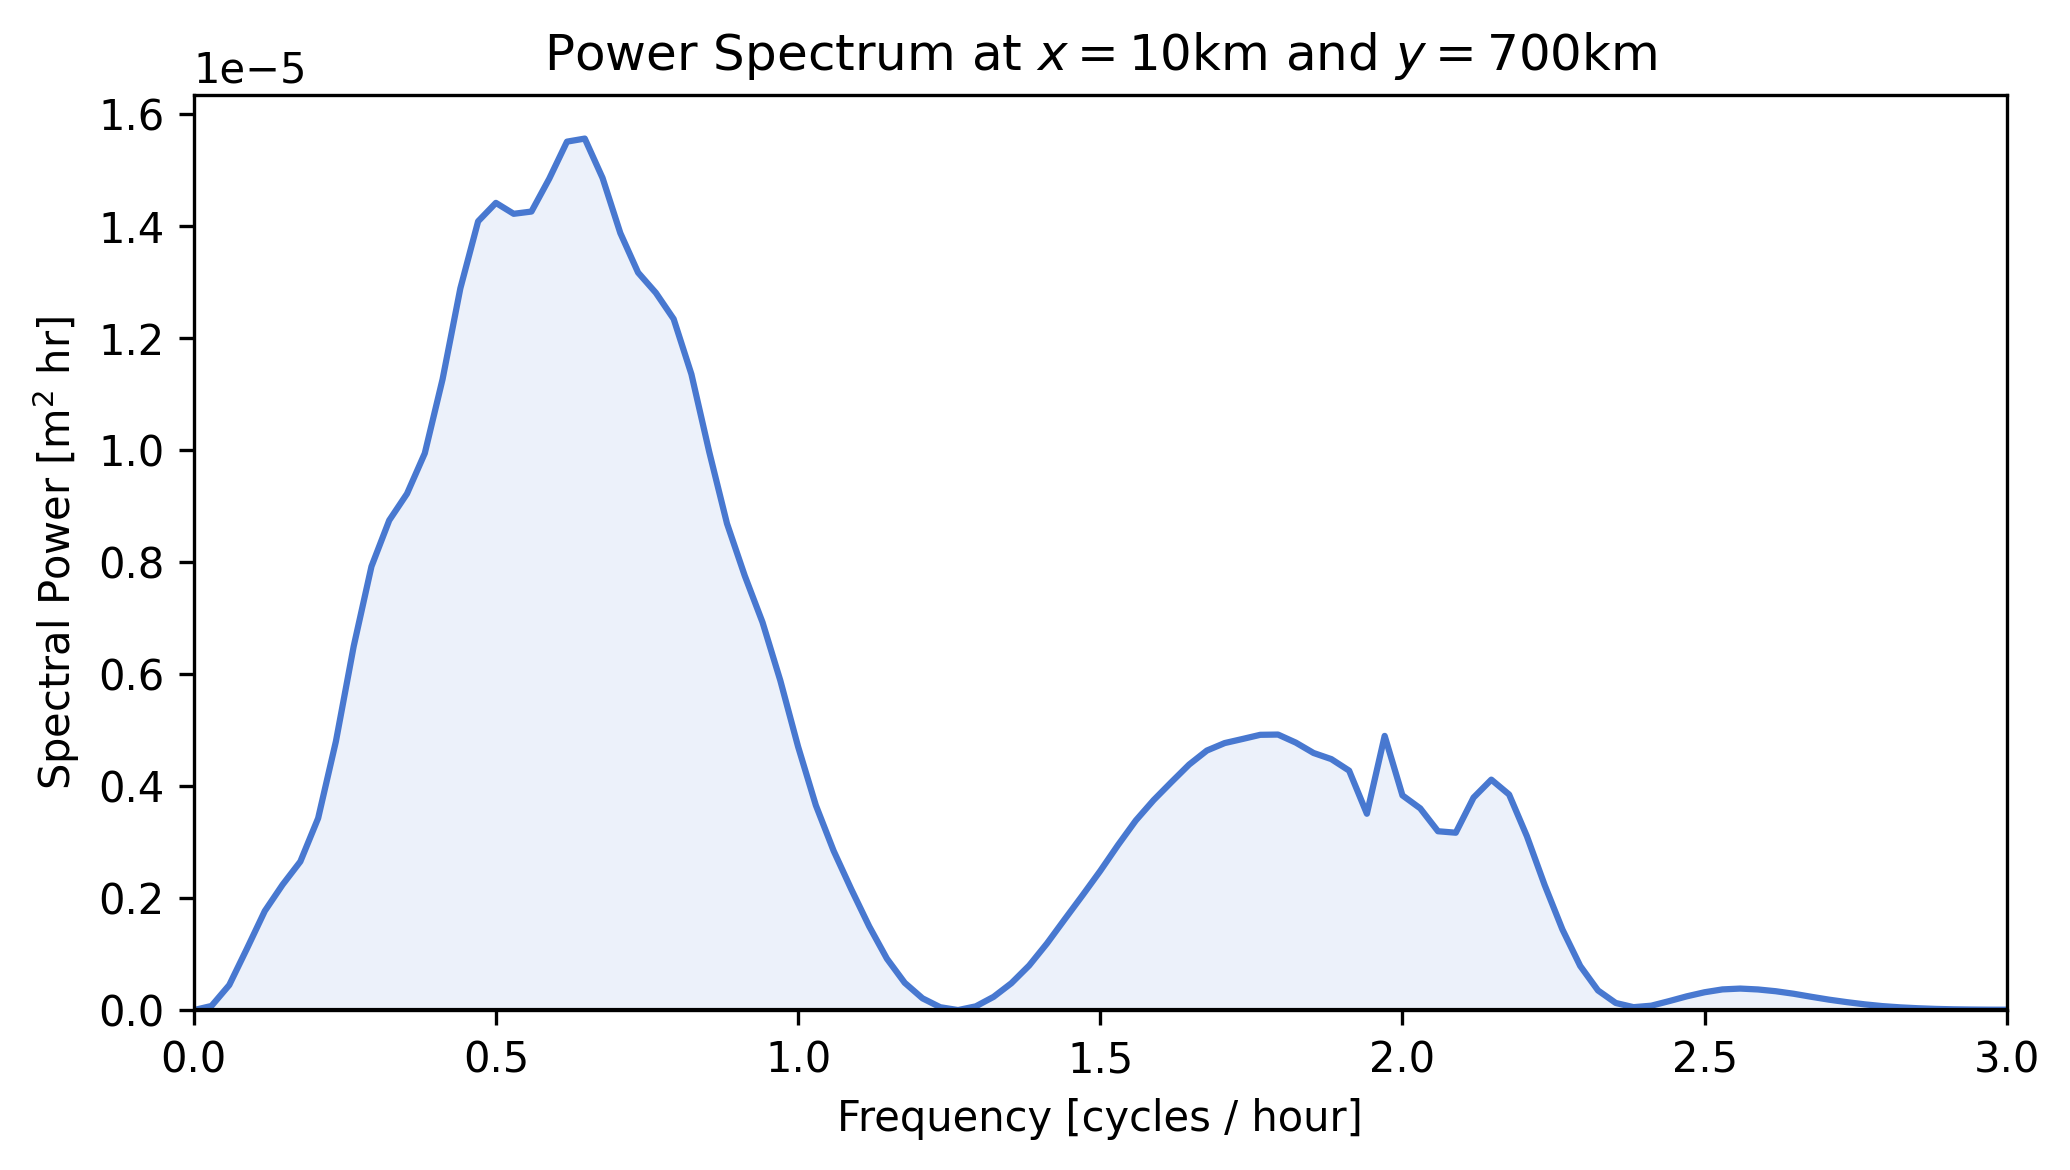 Power Spectrum at x = 10km and y = 700km
1e−5
1.6
1.4
1.2
1.0
0.8
0.6
0.4
0.2
0.0
Spectral Power [m² hr]
0.0 0.5 1.0 1.5 2.0 2.5 3.0
Frequency [cycles / hour]